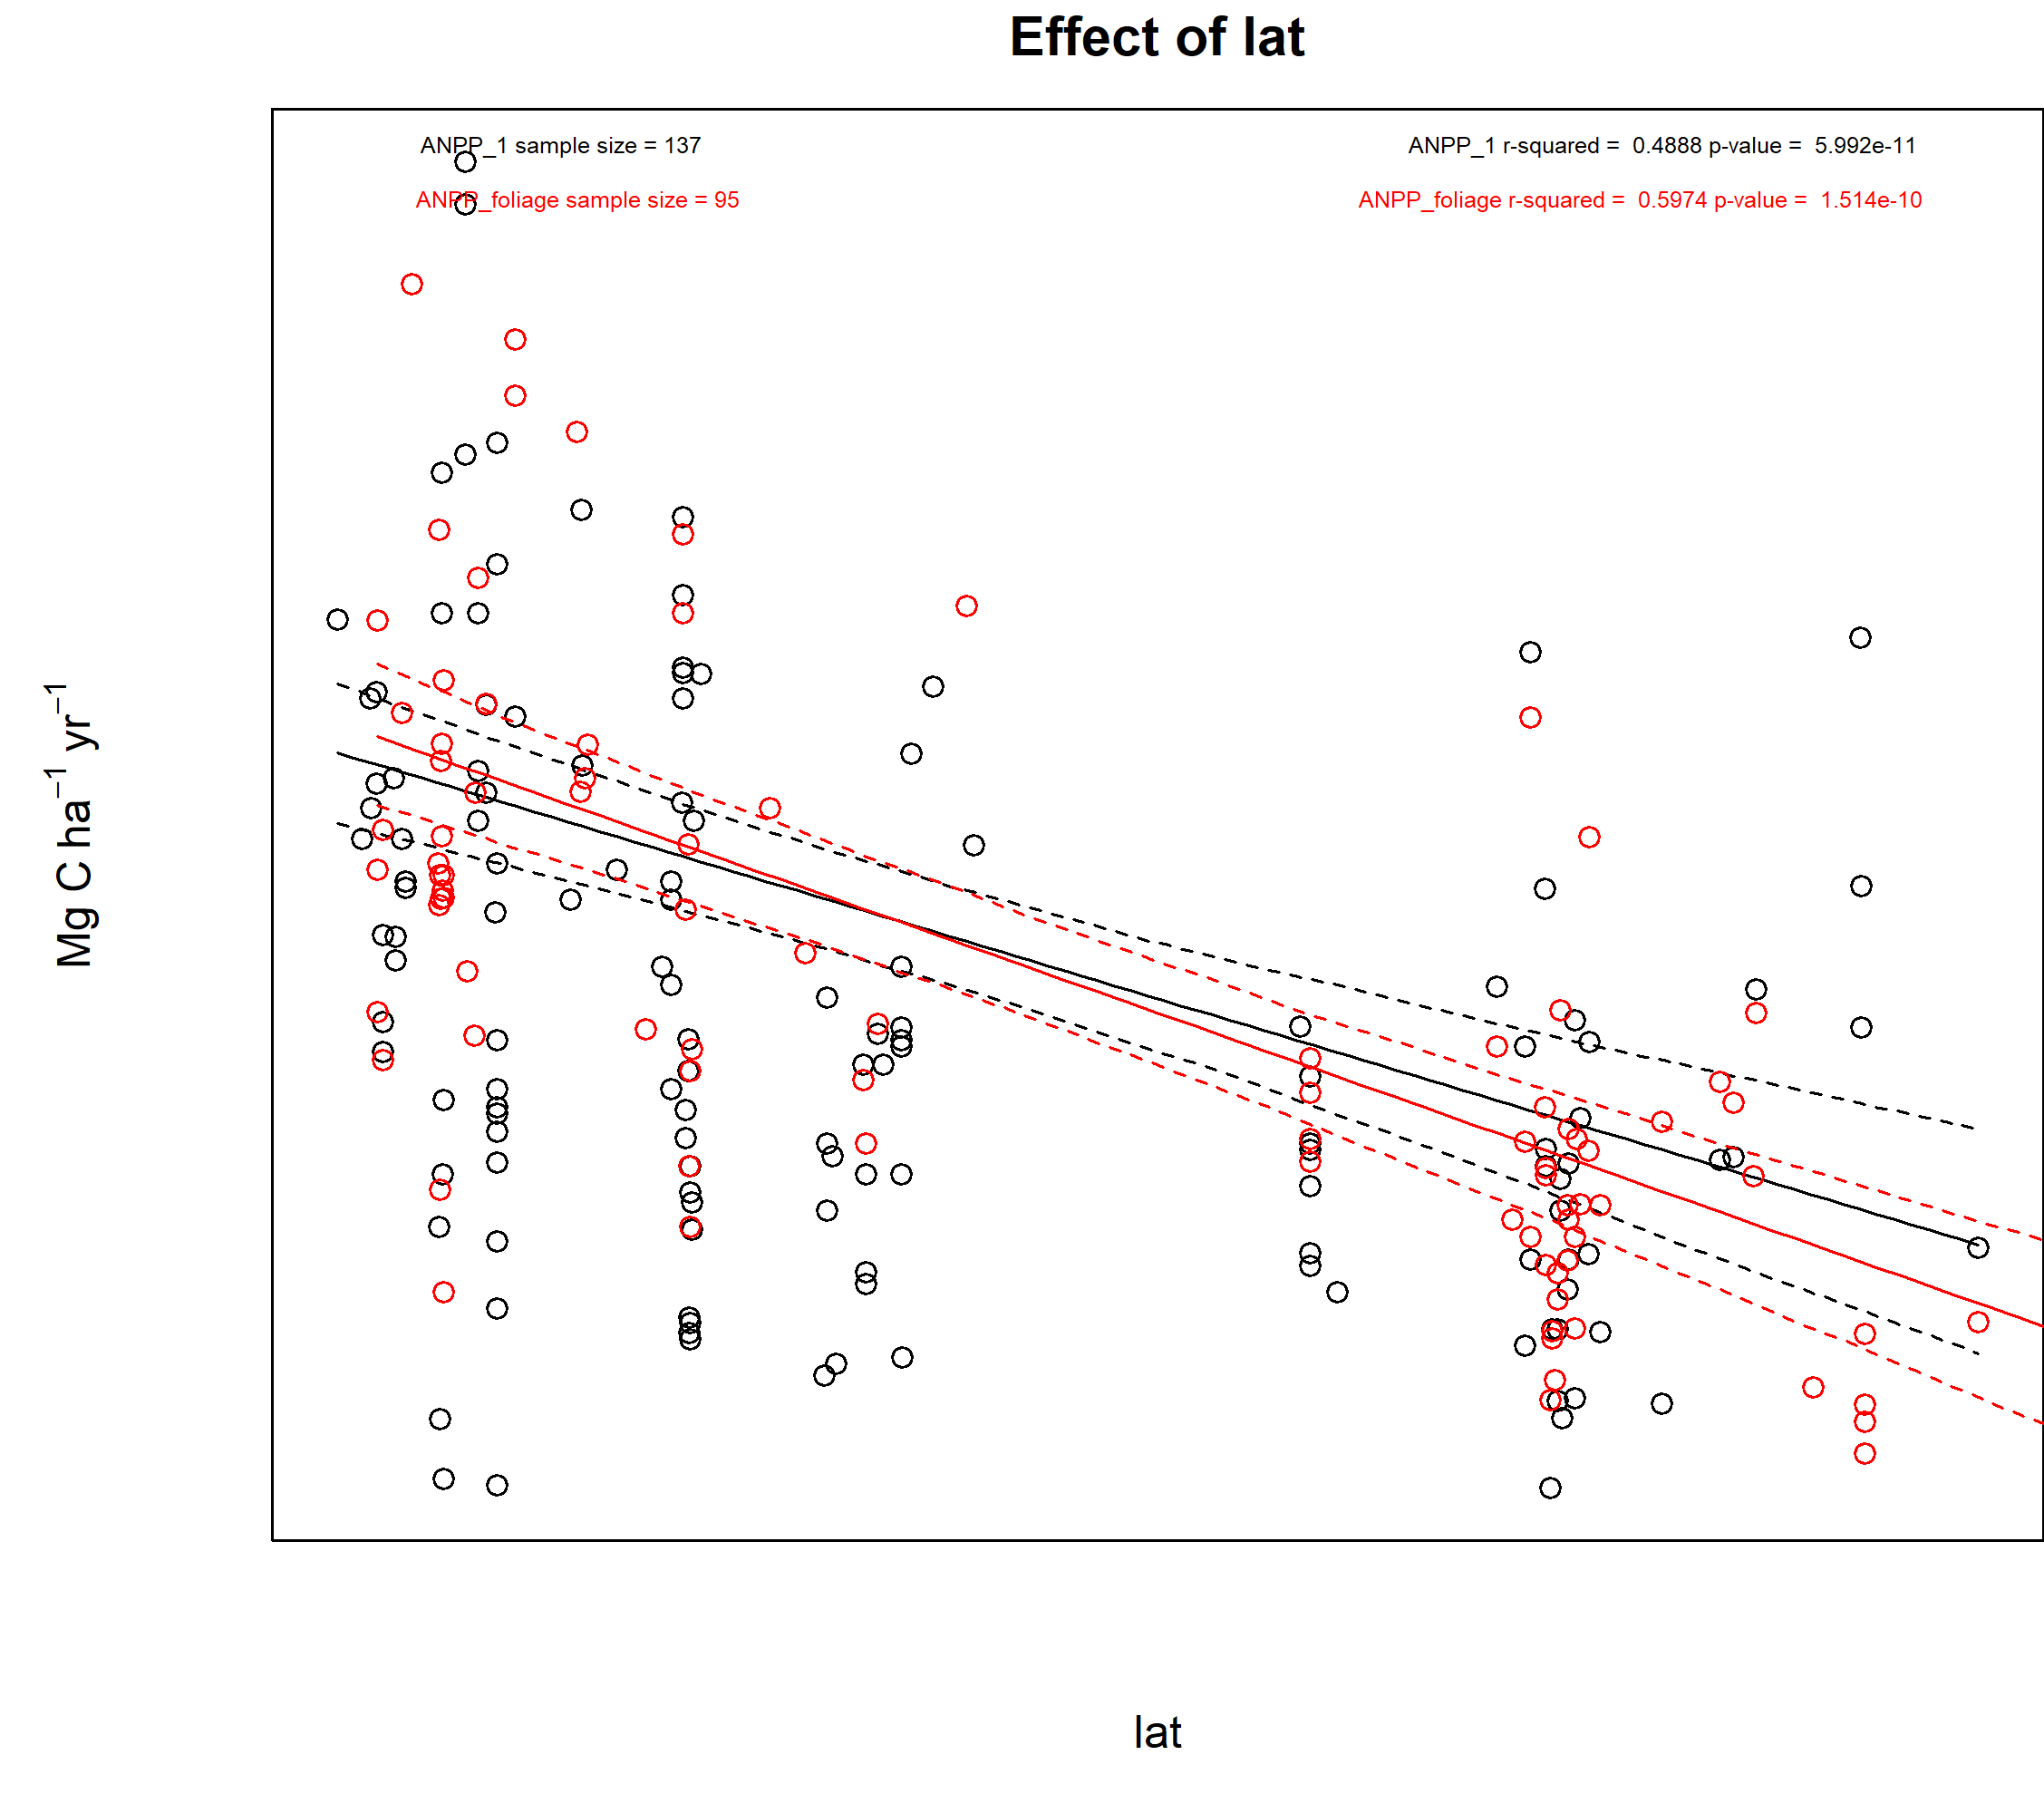 Effect of lat
ANPP_1 sample size = 137
ANPP_1 r-squared = 0.4888 p-value = 5.992e-11
ANPP_foliage sample size = 95
ANPP_foliage r-squared = 0.5974 p-value = 1.514e-10
Mg C ha⁻¹ yr⁻¹
lat